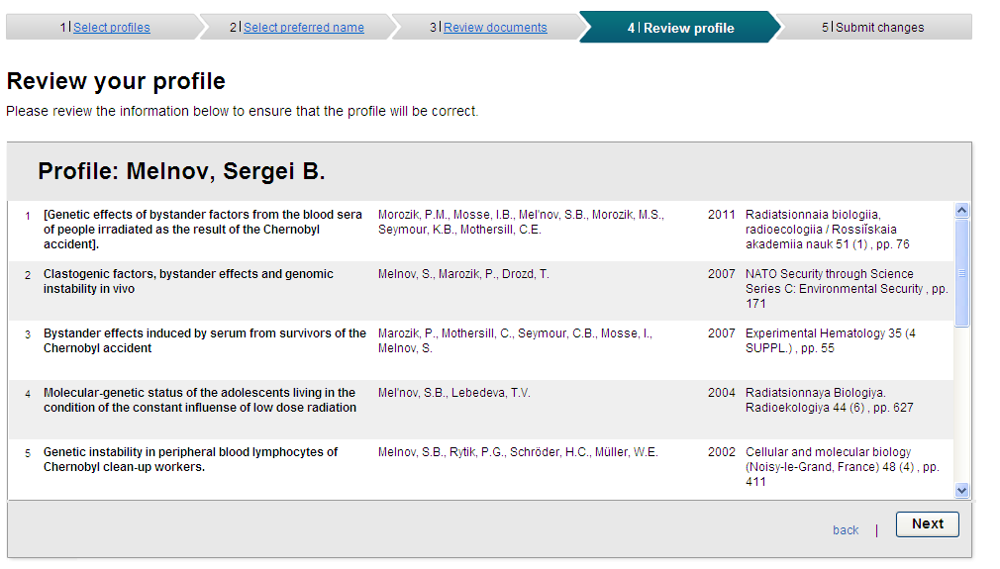 1 | Select profiles 2 | Select preferred name 3 | Review documents 4 | Review profile 5 | Submit changes
Review your profile
Please review the information below to ensure that the profile will be correct.
Profile: Melnov, Sergei B.
1 [Genetic effects of bystander factors from the blood sera Morozik, P.M., Mosse, I.B., Mel'nov, S.B., Morozik, M.S., 2011 Radiatsionnaia biologiia,
of people irradiated as the result of the Chernobyl Seymour, K.B., Mothersill, C.E. radioecologiia / Rossiĭskaia
accident]. akademiia nauk 51 (1) , pp. 76
2 Clastogenic factors, bystander effects and genomic Melnov, S., Marozik, P., Drozd, T. 2007 NATO Security through Science
instability in vivo Series C: Environmental Security , pp.
171
3 Bystander effects induced by serum from survivors of the Marozik, P., Mothersill, C., Seymour, C.B., Mosse, I., 2007 Experimental Hematology 35 (4
Chernobyl accident Melnov, S. SUPPL.) , pp. 55
4 Molecular-genetic status of the adolescents living in the Mel'nov, S.B., Lebedeva, T.V. 2004 Radiatsionnaya Biologiya.
condition of the constant influense of low dose radiation Radioekologiya 44 (6) , pp. 627
5 Genetic instability in peripheral blood lymphocytes of Melnov, S.B., Rytik, P.G., Schröder, H.C., Müller, W.E. 2002 Cellular and molecular biology
Chernobyl clean-up workers. (Noisy-le-Grand, France) 48 (4) , pp.
411
back | Next